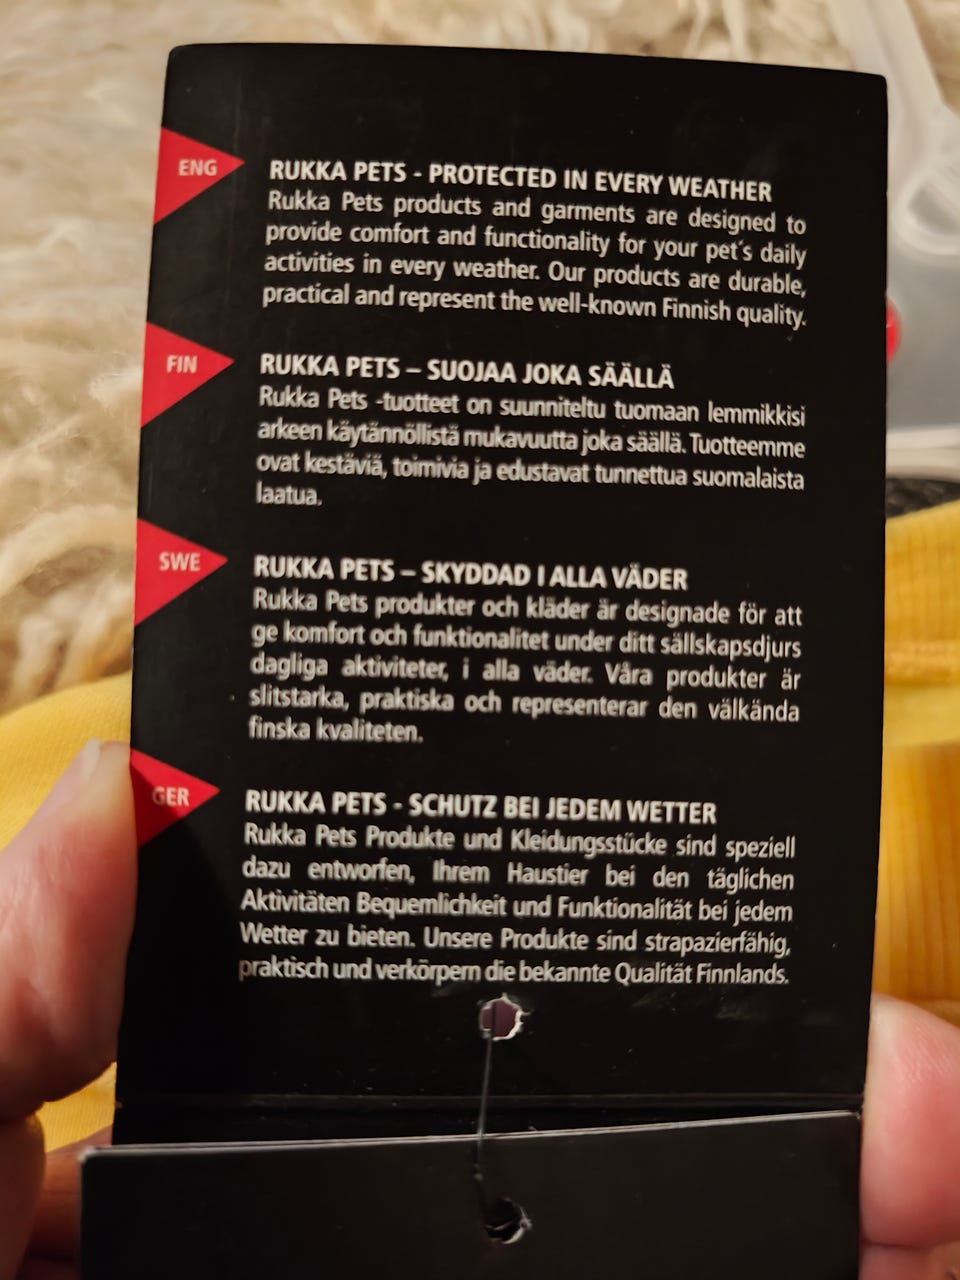 ENG
RUKKA PETS - PROTECTED IN EVERY WEATHER
Rukka Pets products and garments are designed to
provide comfort and functionality for your pet´s daily
activities in every weather. Our products are durable,
practical and represent the well-known Finnish quality.
FIN
RUKKA PETS – SUOJAA JOKA SÄÄLLÄ
Rukka Pets -tuotteet on suunniteltu tuomaan lemmikkisi
arkeen käytännöllistä mukavuutta joka säällä. Tuotteemme
ovat kestäviä, toimivia ja edustavat tunnettua suomalaista
laatua.
SWE
RUKKA PETS – SKYDDAD I ALLA VÄDER
Rukka Pets produkter och kläder är designade för att
ge komfort och funktionalitet under ditt sällskapsdjurs
dagliga aktiviteter, i alla väder. Våra produkter är
slitstarka, praktiska och representerar den välkända
finska kvaliteten.
GER
RUKKA PETS - SCHUTZ BEI JEDEM WETTER
Rukka Pets Produkte und Kleidungsstücke sind speziell
dazu entworfen, Ihrem Haustier bei den täglichen
Aktivitäten Bequemlichkeit und Funktionalität bei jedem
Wetter zu bieten. Unsere Produkte sind strapazierfähig,
praktisch und verkörpern die bekannte Qualität Finnlands.